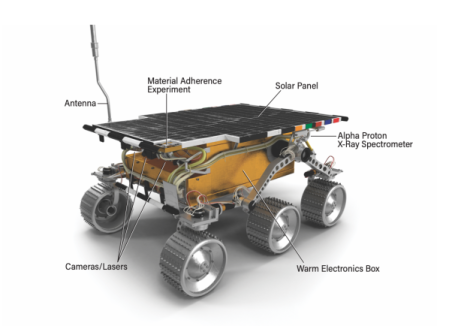 Material Adherence
Experiment
Solar Panel
Antenna
Alpha Proton
X-Ray Spectrometer
Cameras/Lasers
Warm Electronics Box